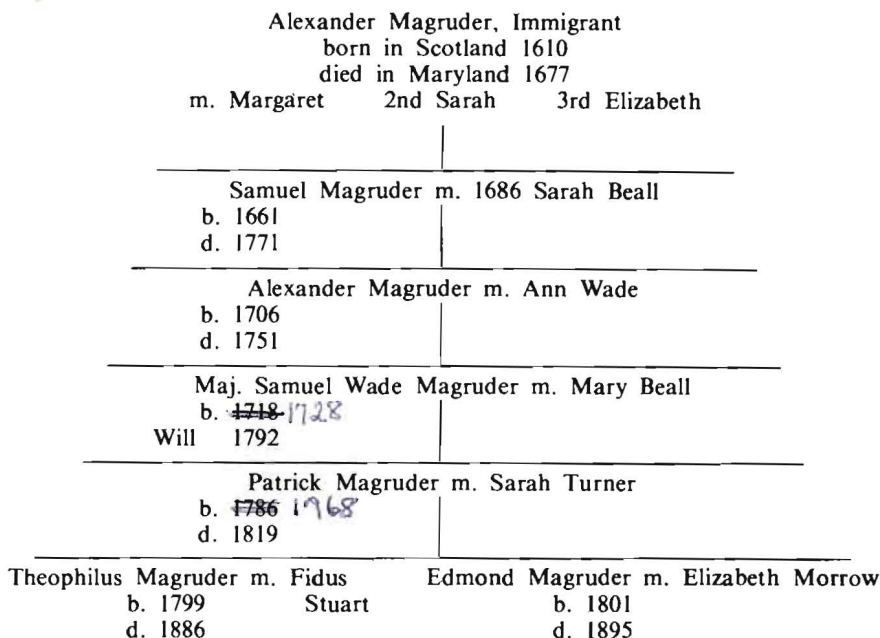 Alexander Magruder, Immigrant
born in Scotland 1610
died in Maryland 1677
m. Margaret 2nd Sarah 3rd Elizabeth
Samuel Magruder m. 1686 Sarah Beall
b. 1661
d. 1771
Alexander Magruder m. Ann Wade
b. 1706
d. 1751
Maj. Samuel Wade Magruder m. Mary Beall
b. 1718 1728
Will 1792
Patrick Magruder m. Sarah Turner
b. 1786 1968
d. 1819
Theophilus Magruder m. Fidus Edmond Magruder m. Elizabeth Morrow
b. 1799 Stuart b. 1801
d. 1886 d. 1895